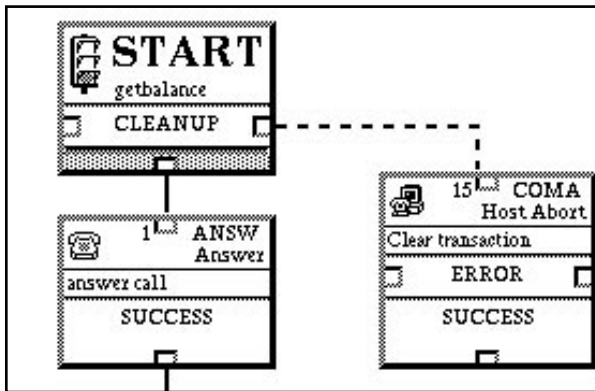 START
getbalance
CLEANUP
1 ANSW
Answer
answer call
SUCCESS
15 COMA
Host Abort
Clear transaction
ERROR
SUCCESS